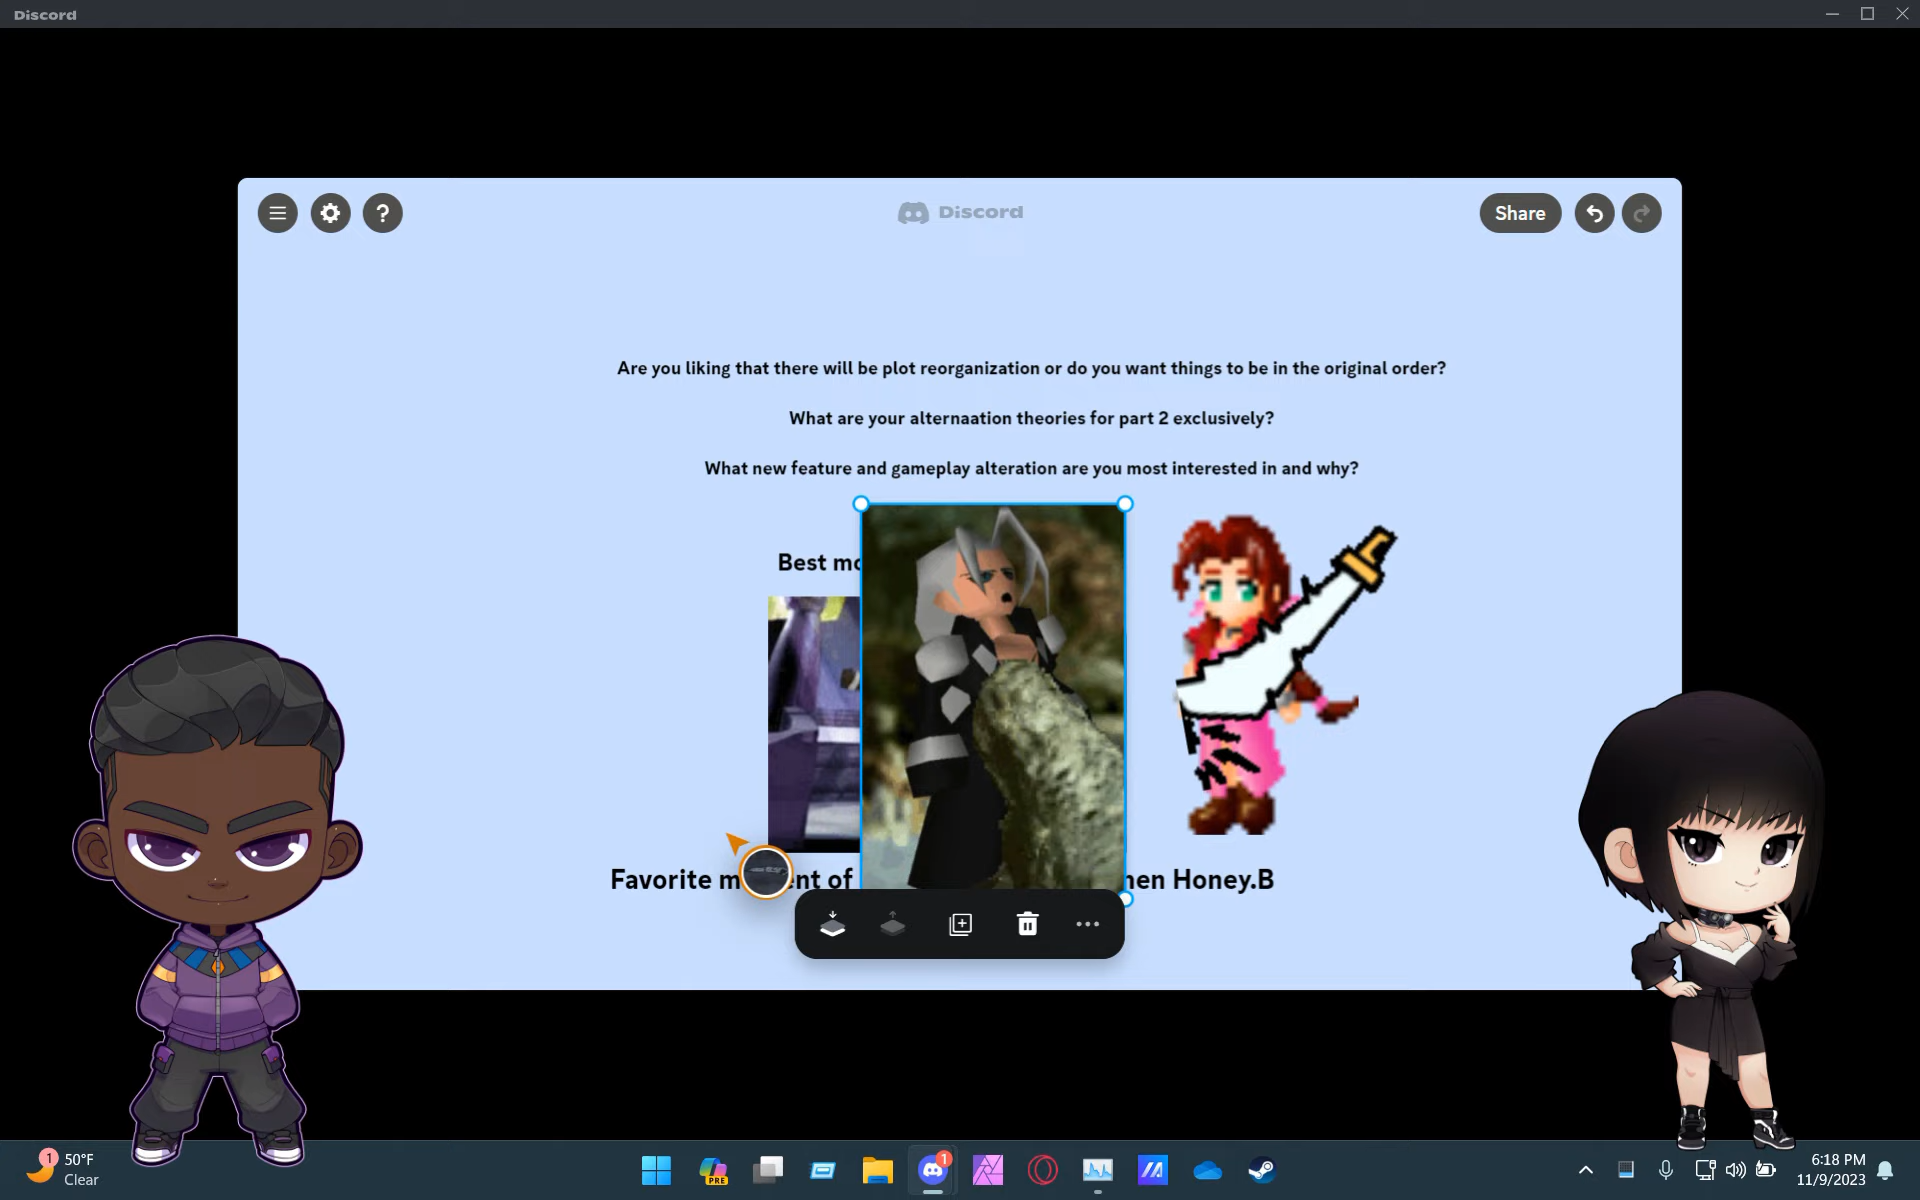 Discord
Discord
Share
Are you liking that there will be plot reorganization or do you want things to be in the original order?
What are your alternaation theories for part 2 exclusively?
What new feature and gameplay alteration are you most interested in and why?
Best
Favorite of Honey.B
1
50°F
Clear
PRE
1
6:18 PM
11/9/2023